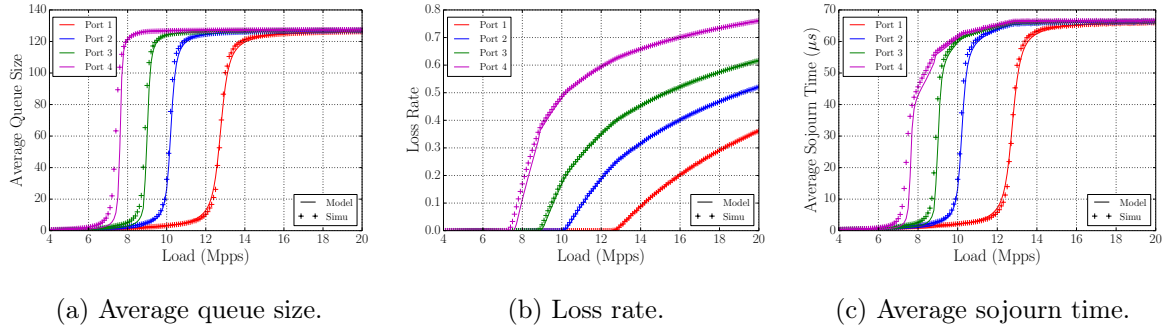 140
120
100
80
60
40
20
0
4 6 8 10 12 14 16 18 20
Average Queue Size
Load (Mpps)
Port 1
Port 2
Port 3
Port 4
Model
Simu
(a) Average queue size.
0.8
0.7
0.6
0.5
0.4
0.3
0.2
0.1
0.0
4 6 8 10 12 14 16 18 20
Loss Rate
Load (Mpps)
Port 1
Port 2
Port 3
Port 4
Model
Simu
(b) Loss rate.
70
60
50
40
30
20
10
0
4 6 8 10 12 14 16 18 20
Average Sojourn Time (μs)
Load (Mpps)
Port 1
Port 2
Port 3
Port 4
Model
Simu
(c) Average sojourn time.